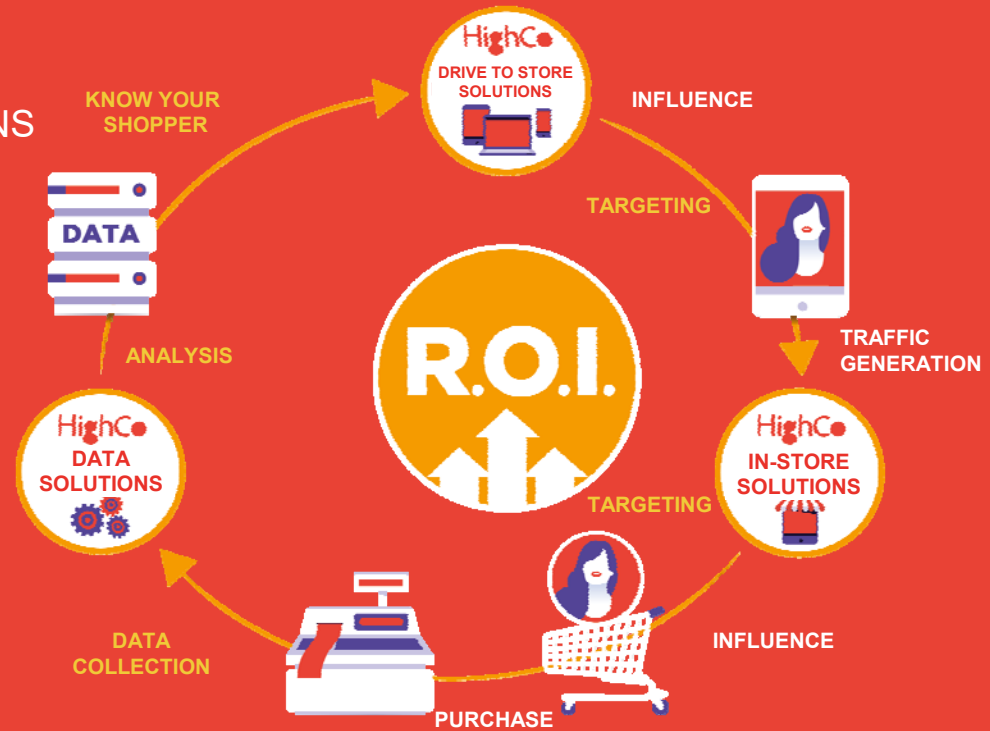 HighCo
DRIVE TO STORE
SOLUTIONS
KNOW YOUR
SHOPPER
INFLUENCE
NS
TARGETING
DATA
R.O.I.
TRAFFIC
GENERATION
ANALYSIS
HighCo
DATA
SOLUTIONS
HighCo
IN-STORE
SOLUTIONS
TARGETING
DATA
COLLECTION
INFLUENCE
PURCHASE